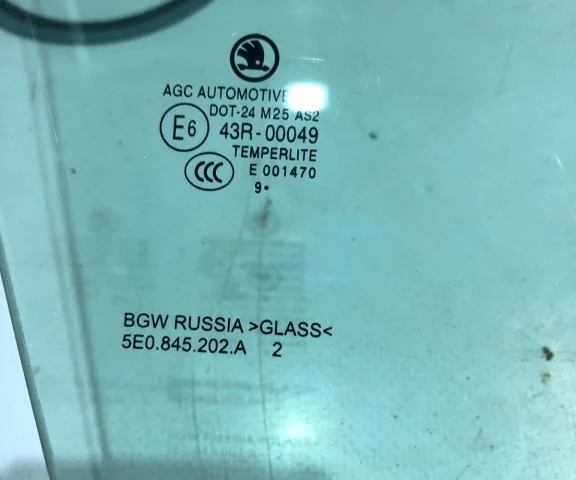 AGC AUTOMOTIVE
DOT-24 M25 AS2
E6 43R-00049
TEMPERLITE
CCC E 001470
9•
BGW RUSSIA >GLASS<
5E0.845.202.A 2